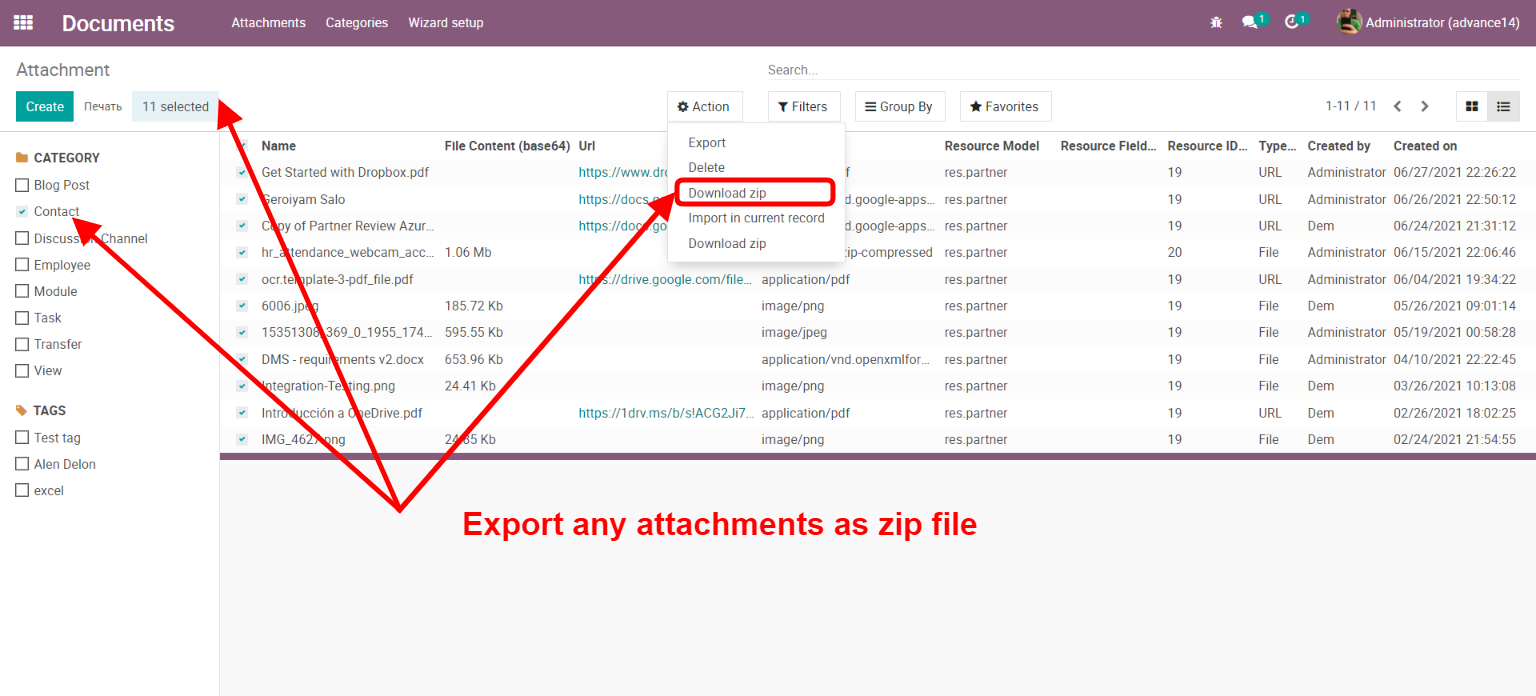 Documents Attachments Categories Wizard setup 1 1 Administrator (advance14)
Attachment Search...
Create Печать 11 selected Action Filters Group By Favorites 1-11 / 11
Export
Delete
Download zip
Import in current record
Download zip
CATEGORY
Blog Post
Contact
Discussion Channel
Employee
Module
Task
Transfer
View
TAGS
Test tag
Alen Delon
excel
Name File Content (base64) Url Resource Model Resource Field... Resource ID... Type... Created by Created on
Get Started with Dropbox.pdf https://www.dro f res.partner 19 URL Administrator 06/27/2021 22:26:22
Geroiyam Salo https://docs.g d.google-apps... res.partner 19 URL Administrator 06/26/2021 22:50:12
Copy of Partner Review Azur... https://docs.go d.google-apps... res.partner 19 URL Dem 06/24/2021 21:31:12
hr_attendance_webcam_acc... 1.06 Mb zip-compressed res.partner 20 File Administrator 06/15/2021 22:06:46
ocr.template-3-pdf_file.pdf https://drive.google.com/file... application/pdf res.partner 19 URL Administrator 06/04/2021 19:34:22
6006.jpeg 185.72 Kb image/png res.partner 19 File Dem 05/26/2021 09:01:14
15351308_369_0_1955_174... 595.55 Kb image/jpeg res.partner 19 File Administrator 05/19/2021 00:58:28
DMS - requirements v2.docx 653.96 Kb application/vnd.openxmlfor... res.partner 19 File Administrator 04/10/2021 22:22:45
Integration-Testing.png 24.41 Kb image/png res.partner 19 File Dem 03/26/2021 10:13:08
Introducción a OneDrive.pdf https://1drv.ms/b/s!ACG2Ji7... application/pdf res.partner 19 URL Dem 02/26/2021 18:02:25
IMG_4627.png 24.85 Kb image/png res.partner 19 File Dem 02/24/2021 21:54:55
Export any attachments as zip file